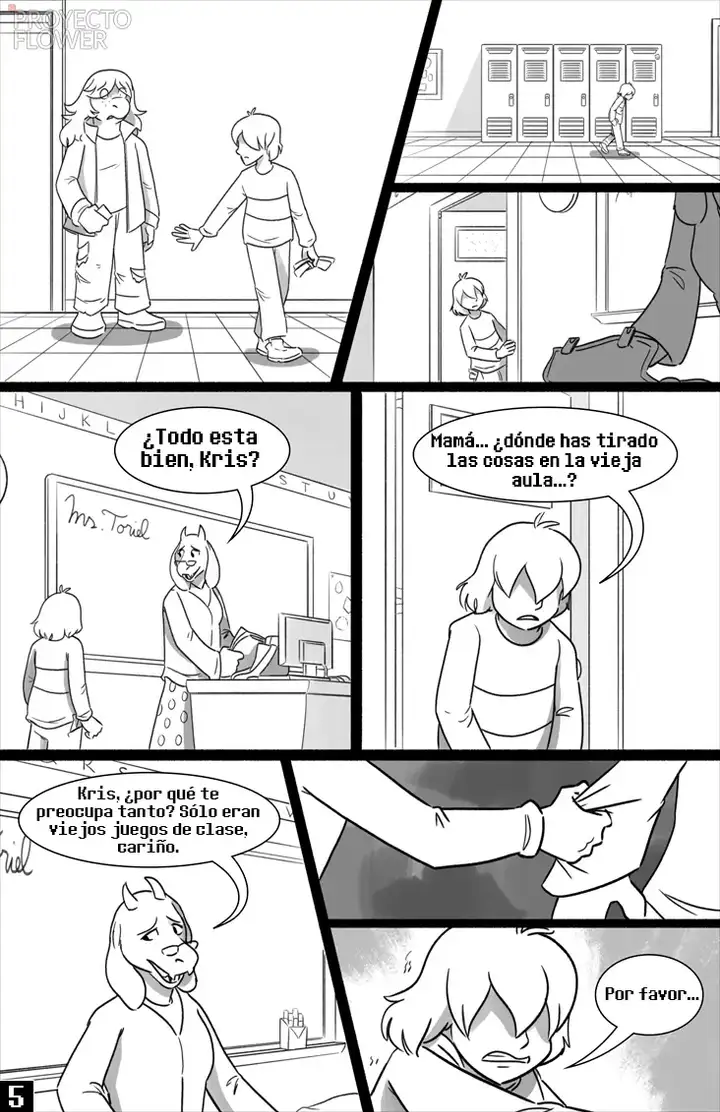 PROYECTO
FLOWER
H I J K L
S T U V
Ms. Toriel
¿Todo esta
bien, Kris?
Mamá... ¿dónde has tirado
las cosas en la vieja
aula...?
Kris, ¿por qué te
preocupa tanto? Sólo eran
viejos juegos de clase,
cariño.
riel
Por favor...
5